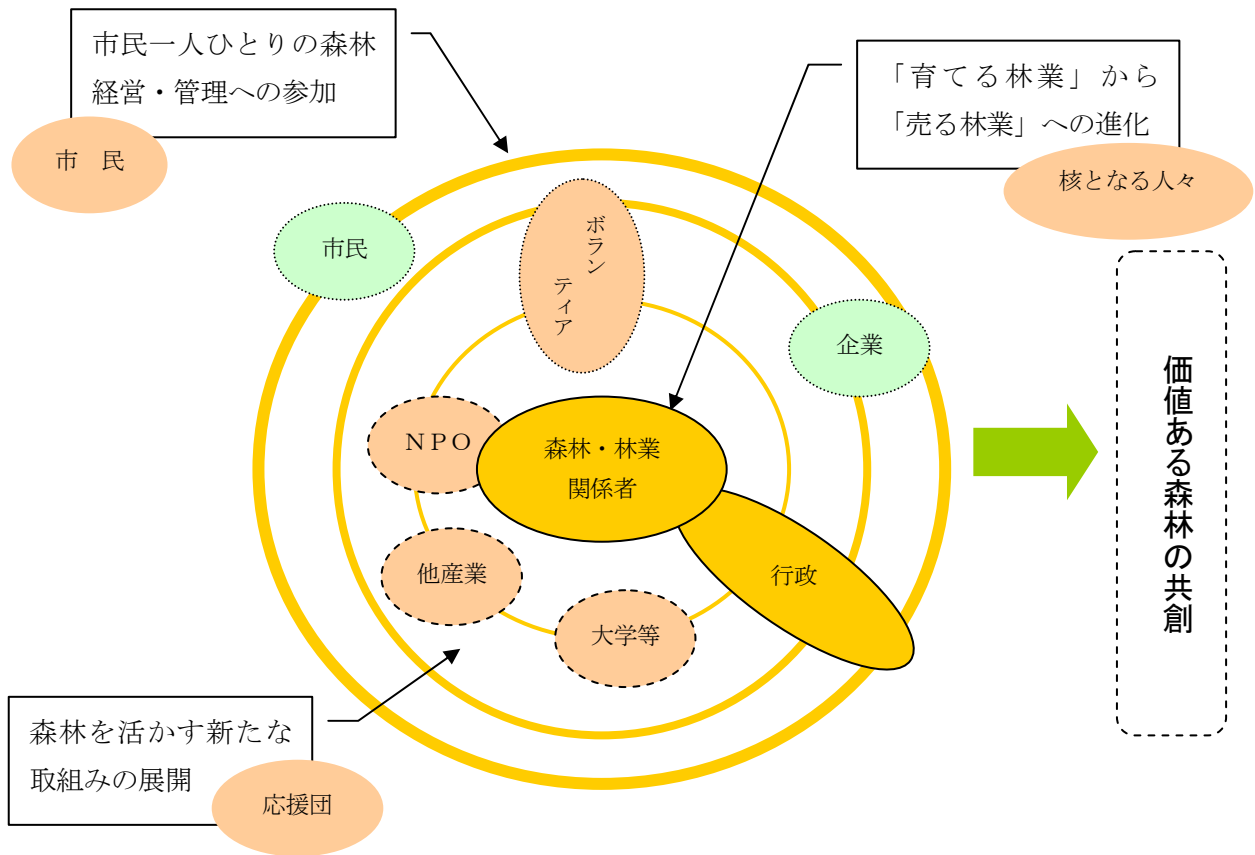 市民一人ひとりの森林
経営・管理への参加
市　民
「育てる林業」から
「売る林業」への進化
核となる人々
市民
ボラン
ティア
企業
ＮＰＯ
森林・林業
関係者
他産業
大学等
行政
価値ある森林の共創
森林を活かす新たな
取組みの展開
応援団